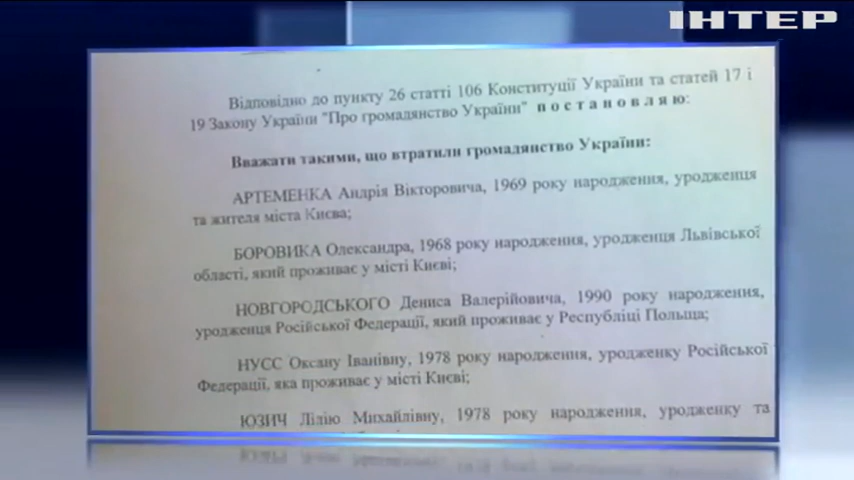 ІНТЕР
Відповідно до пункту 26 статті 106 Конституції України та статей 17 і
19 Закону України "Про громадянство України" п о с т а н о в л я ю:
Вважати такими, що втратили громадянство України:
АРТЕМЕНКА Андрія Вікторовича, 1969 року народження, уродженця
та жителя міста Києва;
БОРОВИКА Олександра, 1968 року народження, уродженця Львівської
області, який проживає у місті Києві;
НОВГОРОДСЬКОГО Дениса Валерійовича, 1990 року народження,
уродженця Російської Федерації, який проживає у Республіці Польща;
НУСС Оксану Іванівну, 1978 року народження, уродженку Російської
Федерації, яка проживає у місті Києві;
ЮЗИЧ Лілію Михайлівну, 1978 року народження, уродженку та